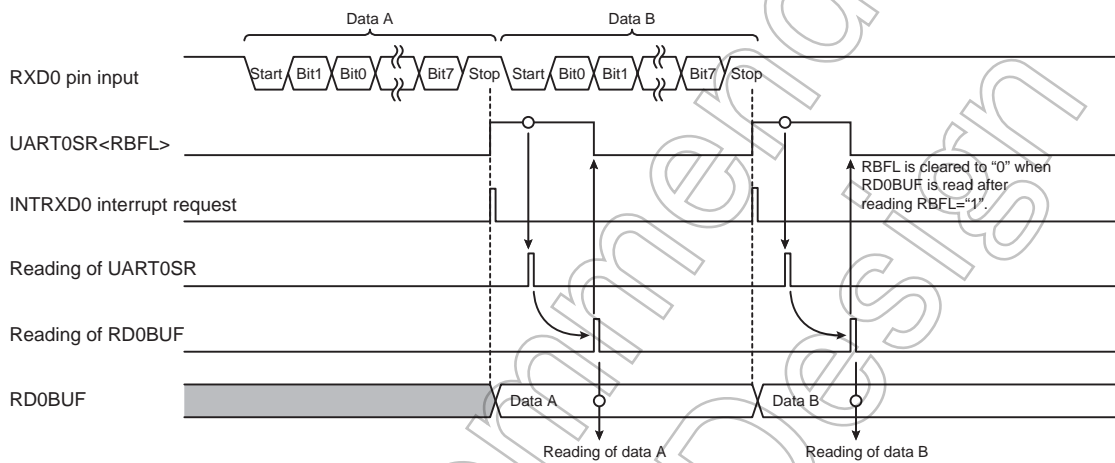 Data A Data B
RXD0 pin input Start Bit1 Bit0 Bit7 Stop Start Bit0 Bit1 Bit7 Stop
UART0SR<RBFL>
RBFL is cleared to “0” when
RD0BUF is read after
reading RBFL=“1”.
INTRXD0 interrupt request
Reading of UART0SR
Reading of RD0BUF
RD0BUF Data A Data B
Reading of data A Reading of data B